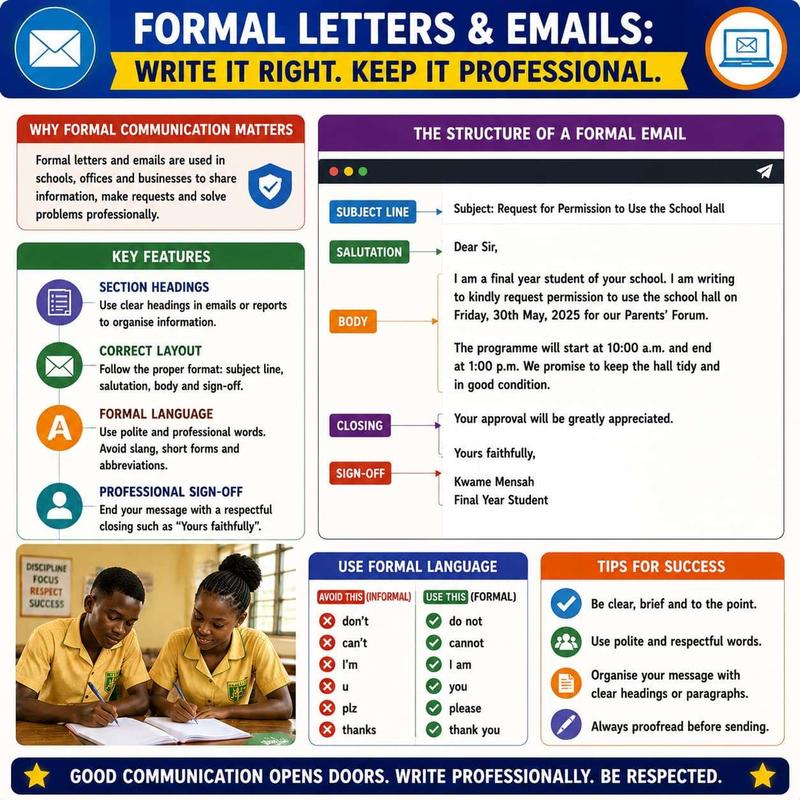 FORMAL LETTERS & EMAILS:
WRITE IT RIGHT. KEEP IT PROFESSIONAL.
WHY FORMAL COMMUNICATION MATTERS
Formal letters and emails are used in
schools, offices and businesses to share
information, make requests and solve
problems professionally.
KEY FEATURES
SECTION HEADINGS
Use clear headings in emails or reports
to organise information.
CORRECT LAYOUT
Follow the proper format: subject line,
salutation, body and sign-off.
A
FORMAL LANGUAGE
Use polite and professional words.
Avoid slang, short forms and
abbreviations.
PROFESSIONAL SIGN-OFF
End your message with a respectful
closing such as “Yours faithfully”.
THE STRUCTURE OF A FORMAL EMAIL
SUBJECT LINE
Subject: Request for Permission to Use the School Hall
SALUTATION
Dear Sir,
BODY
I am a final year student of your school. I am writing
to kindly request permission to use the school hall on
Friday, 30th May, 2025 for our Parents’ Forum.
The programme will start at 10:00 a.m. and end
at 1:00 p.m. We promise to keep the hall tidy and
in good condition.
CLOSING
Your approval will be greatly appreciated.
Yours faithfully,
SIGN-OFF
Kwame Mensah
Final Year Student
DISCIPLINE
FOCUS
RESPECT
SUCCESS
USE FORMAL LANGUAGE
AVOID THIS (INFORMAL) USE THIS (FORMAL)
don’t do not
can’t cannot
I’m I am
u you
plz please
thanks thank you
TIPS FOR SUCCESS
Be clear, brief and to the point.
Use polite and respectful words.
Organise your message with
clear headings or paragraphs.
Always proofread before sending.
GOOD COMMUNICATION OPENS DOORS. WRITE PROFESSIONALLY. BE RESPECTED.